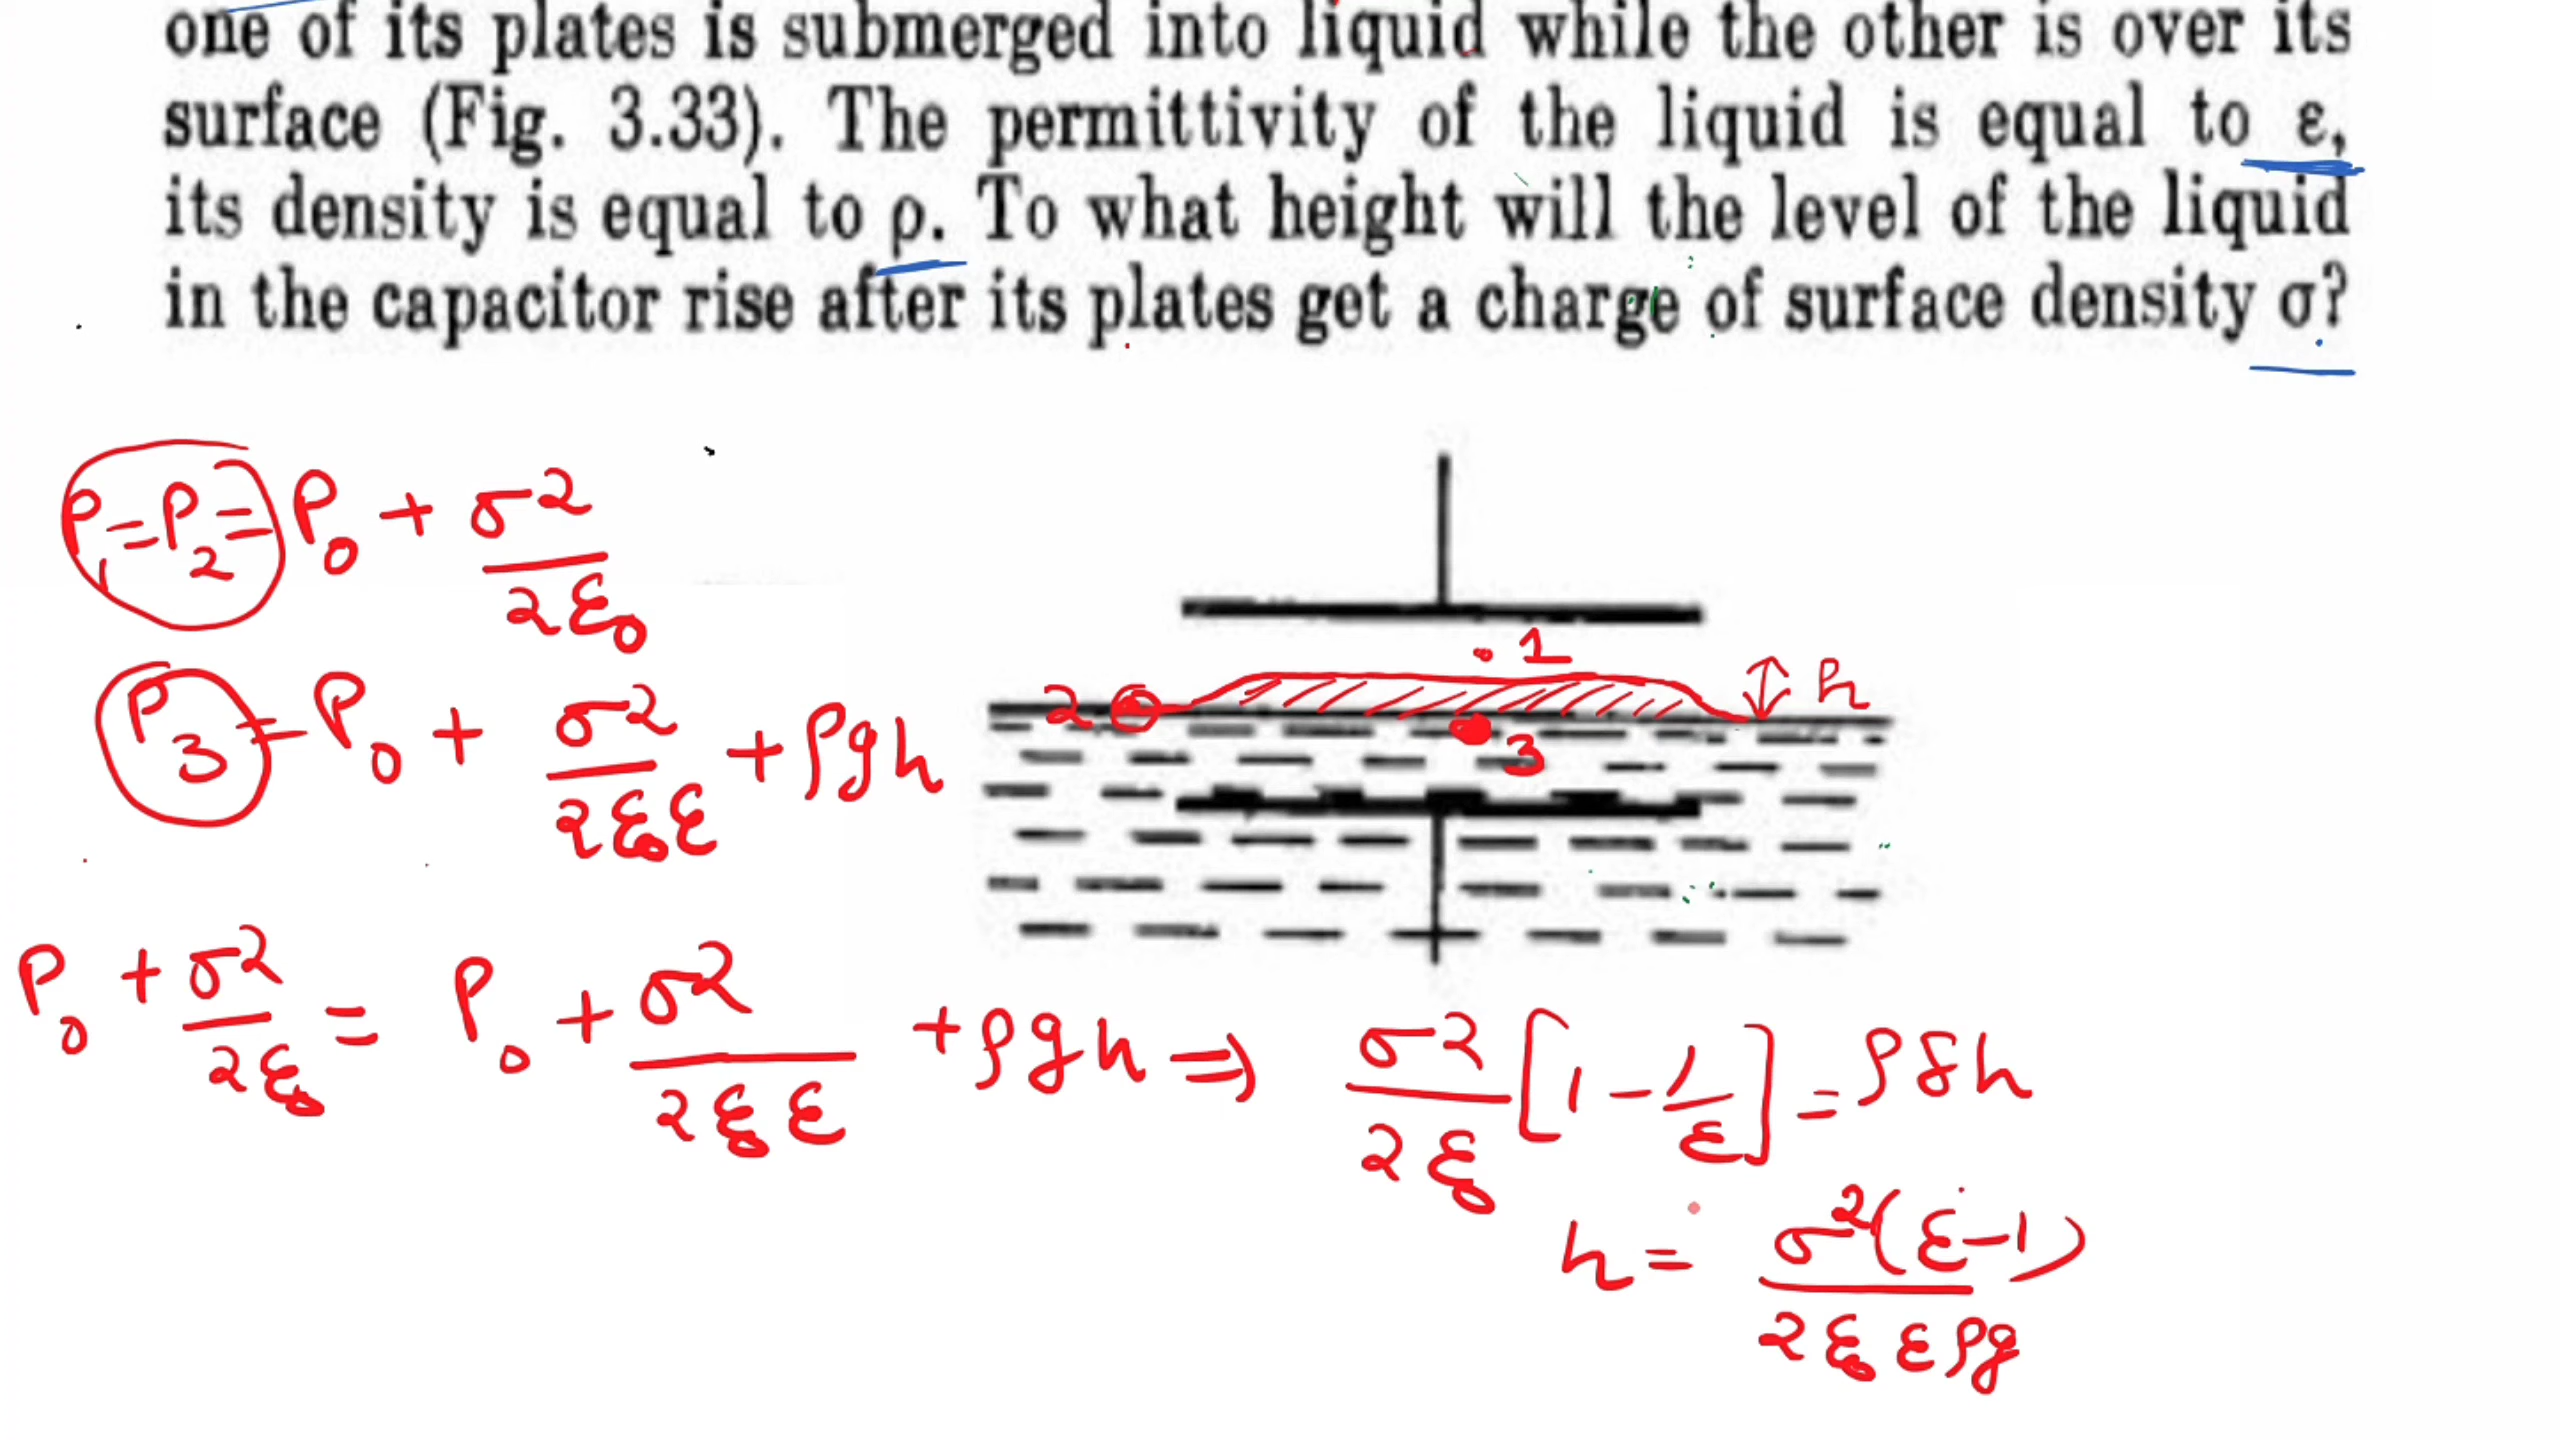 one of its plates is submerged into liquid while the other is over its
surface (Fig. 3.33). The permittivity of the liquid is equal to ε,
its density is equal to ρ. To what height will the level of the liquid
in the capacitor rise after its plates get a charge of surface density σ?
P₁ = P₂ = P₀ + σ²/2ε₀
P₃ = P₀ + σ²/2ε₀ε + ρgh
1
2
3
h
P₀ + σ²/2ε₀ = P₀ + σ²/2ε₀ε + ρgh ⇒ σ²/2ε₀ [1 - 1/ε] = ρgh
h = σ²(ε-1)/2ε₀ερg